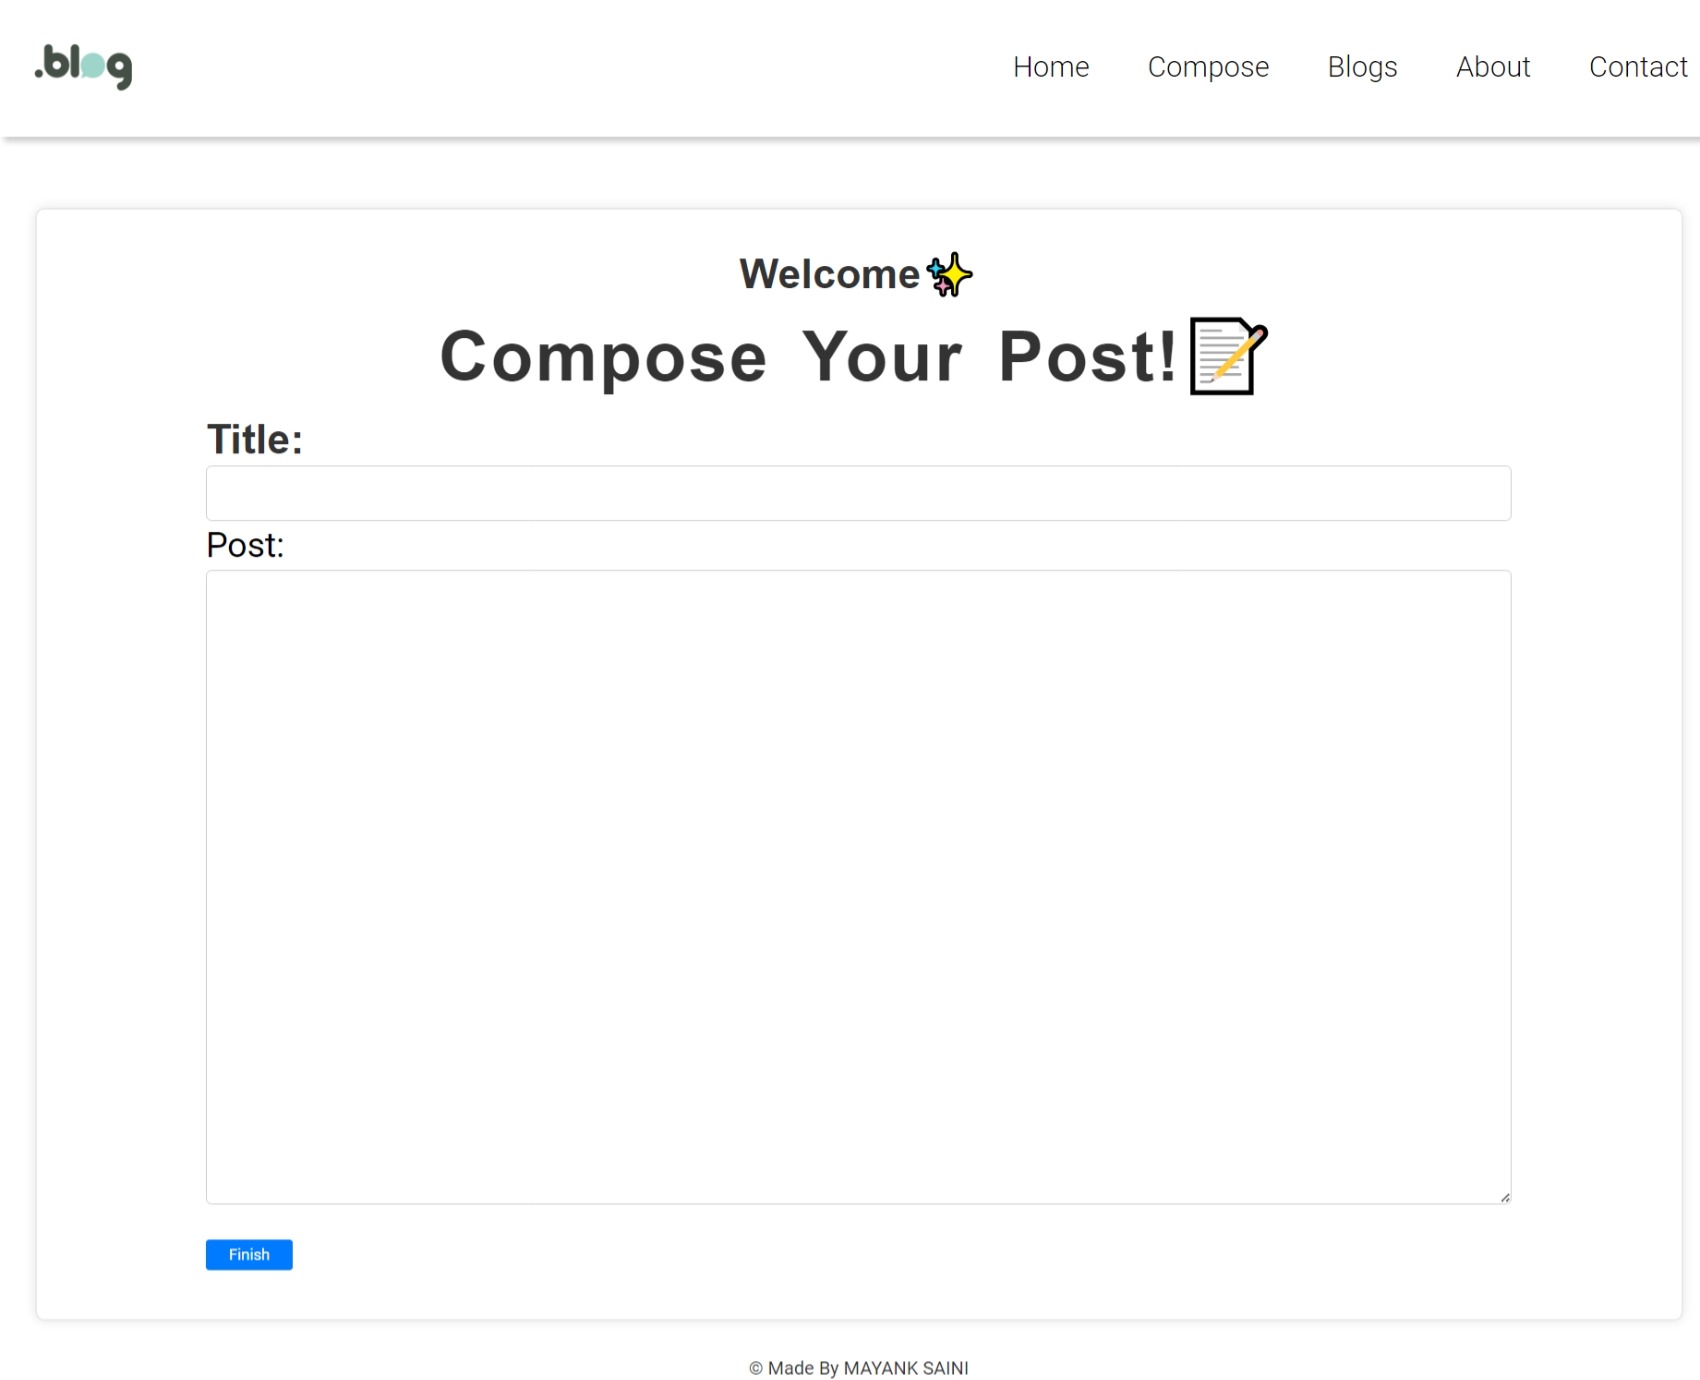 .blog
Home Compose Blogs About Contact
Welcome✨
Compose Your Post!📝
Title:
Post:
Finish
© Made By MAYANK SAINI